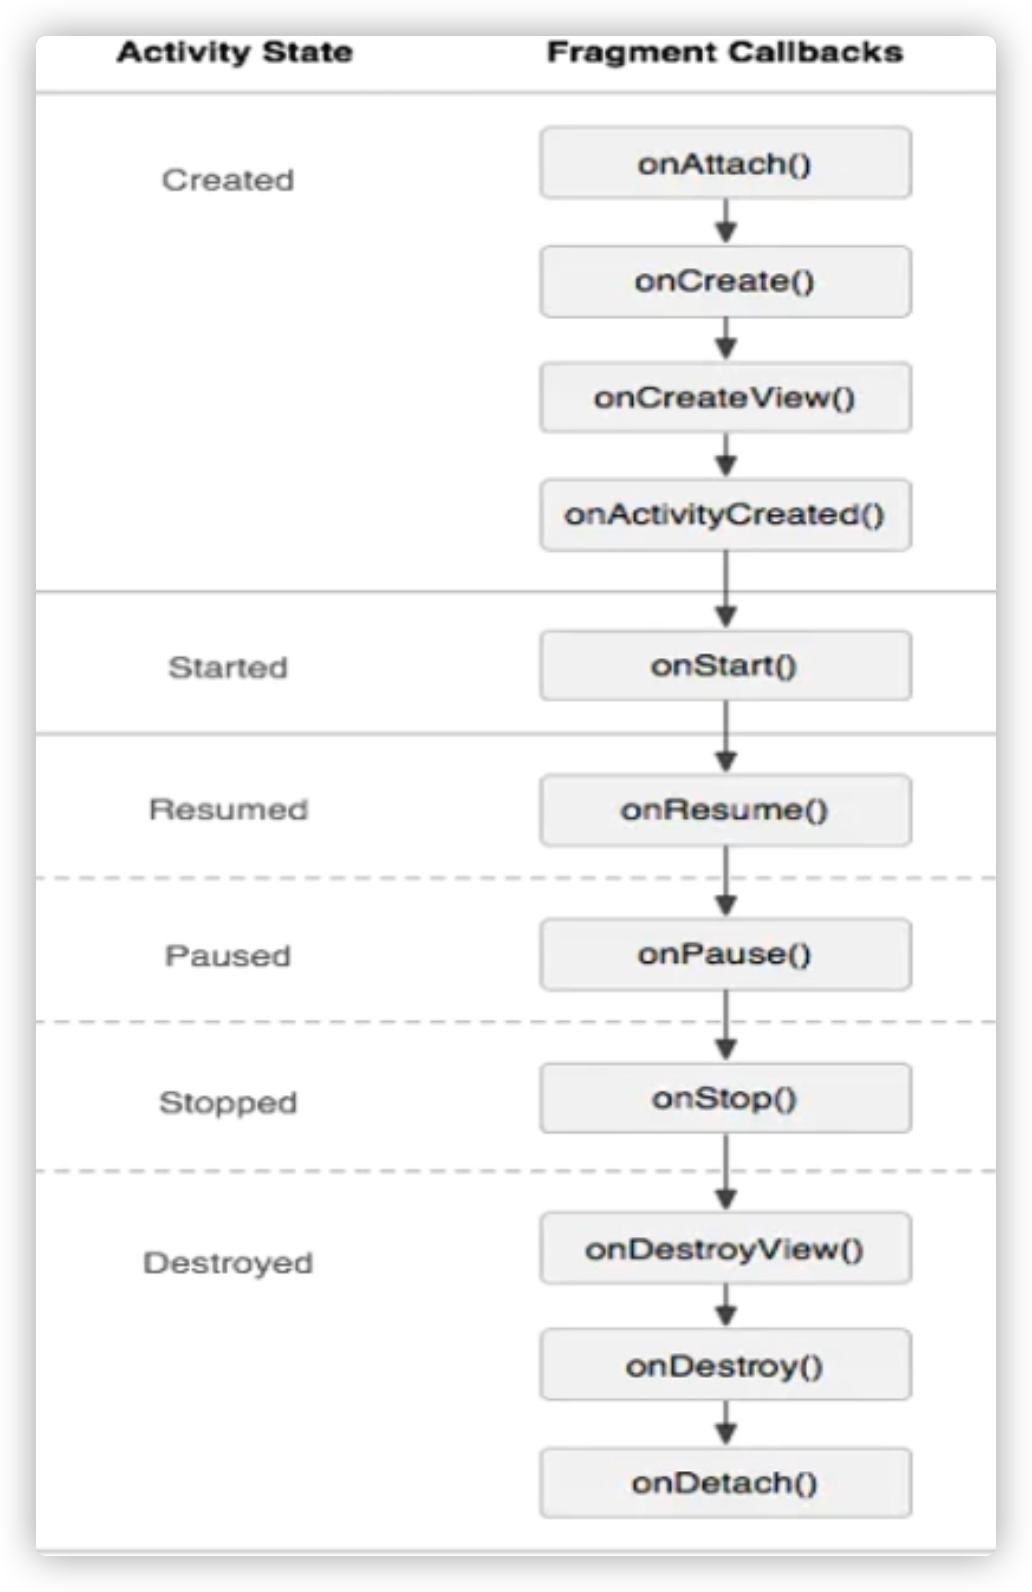 Activity State Fragment Callbacks
Created
onAttach()
onCreate()
onCreateView()
onActivityCreated()
Started
onStart()
Resumed
onResume()
Paused
onPause()
Stopped
onStop()
Destroyed
onDestroyView()
onDestroy()
onDetach()